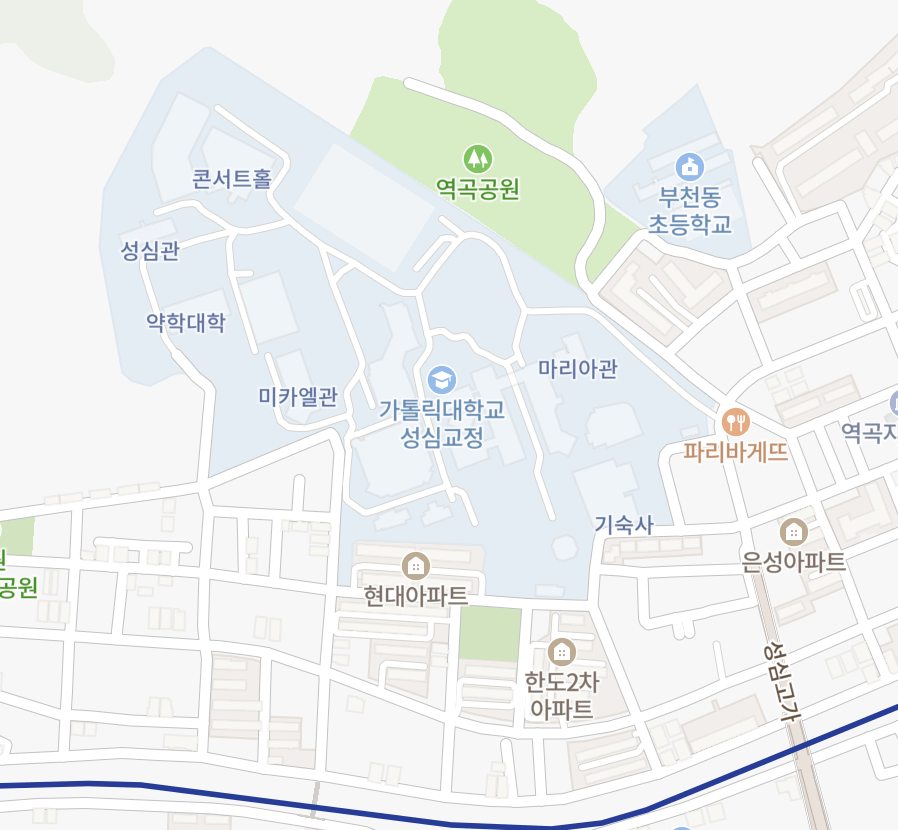 콘서트홀
역곡공원
부천동
초등학교
성심관
약학대학
마리아관
미카엘관
가톨릭대학교
성심교정
파리바게뜨
기숙사
은성아파트
공원
현대아파트
한도2차
아파트
성심고가